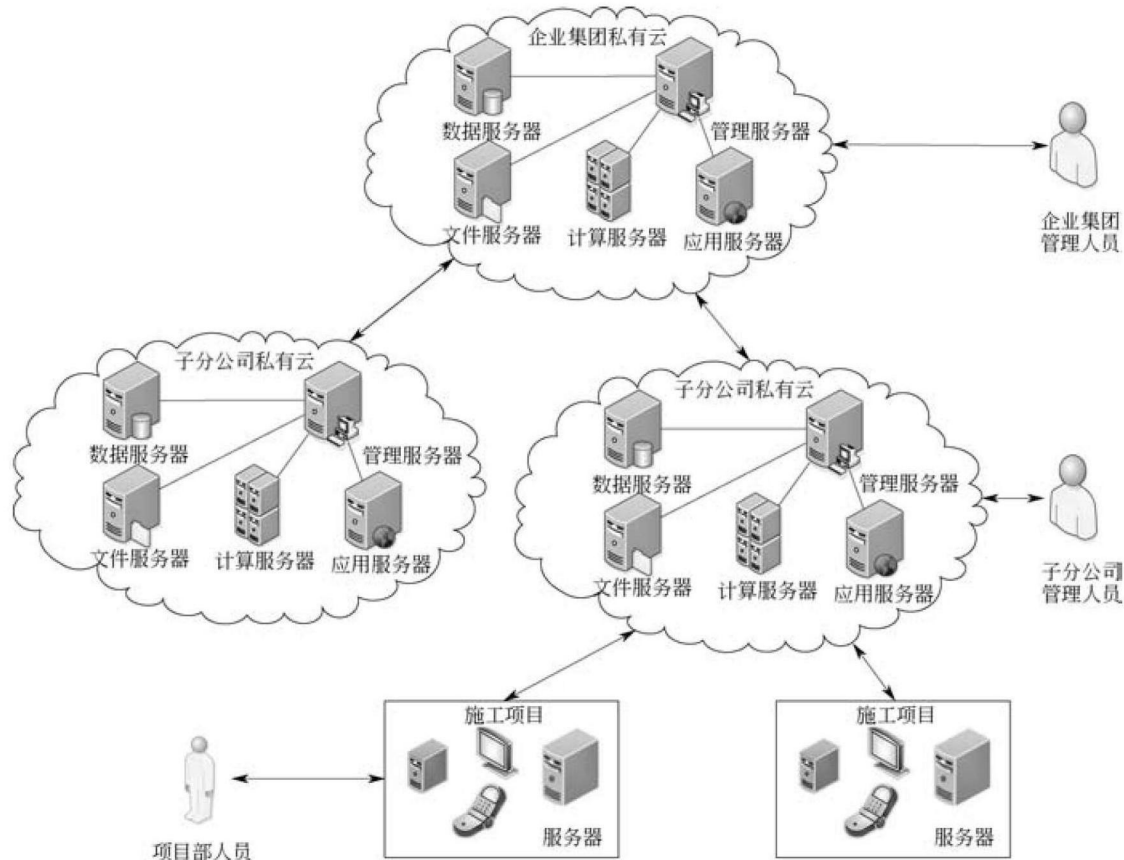 企业集团私有云
数据服务器
管理服务器
文件服务器
计算服务器
应用服务器
企业集团
管理人员
子分公司私有云
数据服务器
管理服务器
文件服务器
计算服务器
应用服务器
子分公司私有云
数据服务器
管理服务器
文件服务器
计算服务器
应用服务器
子分公司
管理人员
施工项目
服务器
施工项目
服务器
项目部人员